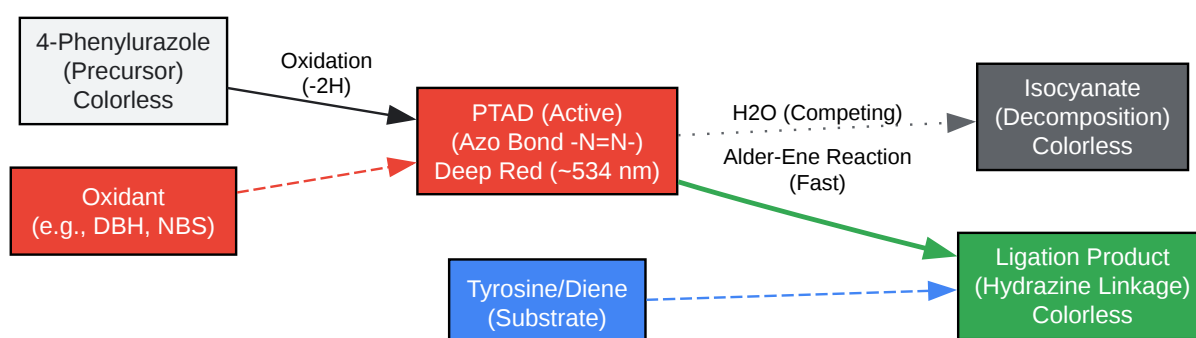 4-Phenylurazole
(Precursor)
Colorless
Oxidation
(-2H)
Oxidant
(e.g., DBH, NBS)
PTAD (Active)
(Azo Bond -N=N-)
Deep Red (~534 nm)
H2O (Competing)
Alder-Ene Reaction
(Fast)
Isocyanate
(Decomposition)
Colorless
Tyrosine/Diene
(Substrate)
Ligation Product
(Hydrazine Linkage)
Colorless